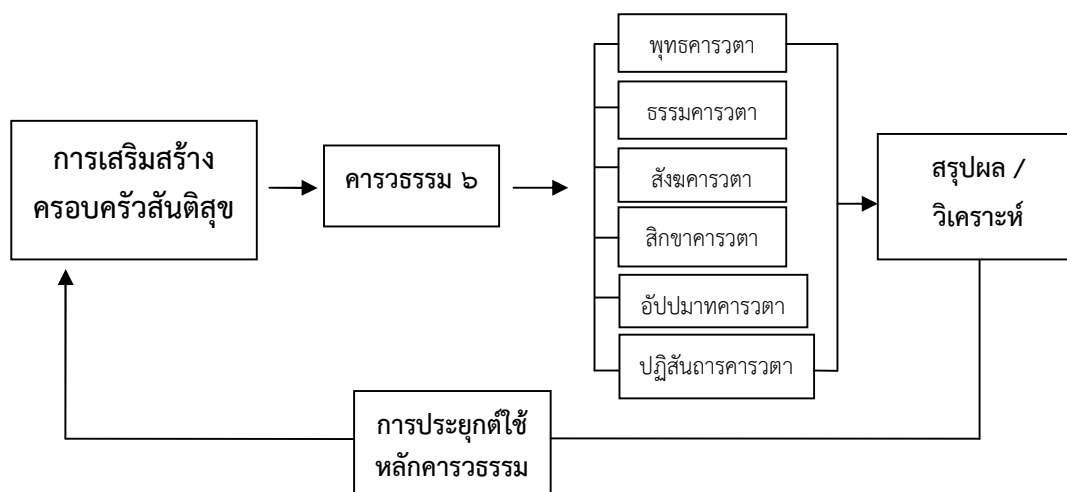 การเสริมสร้าง
ครอบครัวสันติสุข
คารวธรรม ๖
พุทธคารวตา
ธรรมคารวตา
สังฆคารวตา
สิกขาคารวตา
อัปปมาทคารวตา
ปฏิสันถารคารวตา
สรุปผล /
วิเคราะห์
การประยุกต์ใช้
หลักคารวธรรม